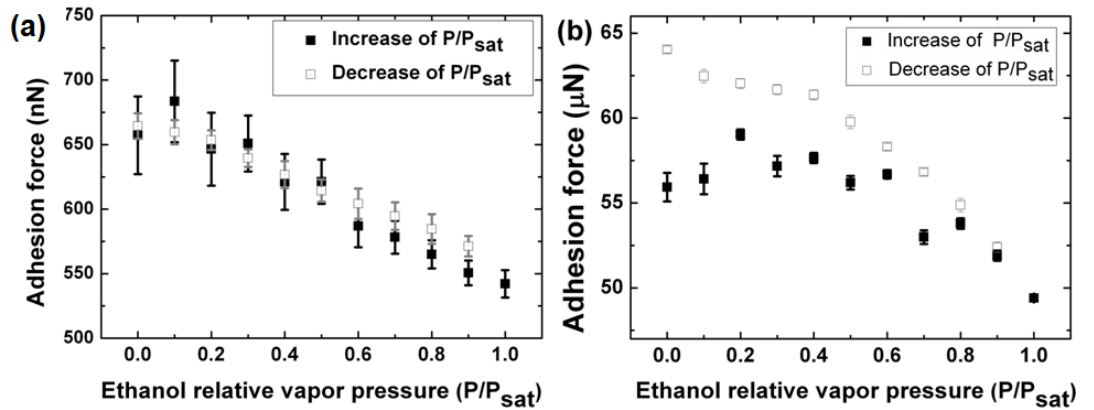 (a)
Increase of P/Psat
Decrease of P/Psat
Adhesion force (nN)
750
700
650
600
550
500
0.0 0.2 0.4 0.6 0.8 1.0
Ethanol relative vapor pressure (P/Psat)
(b)
Increase of P/Psat
Decrease of P/Psat
Adhesion force (μN)
65
60
55
50
0.0 0.2 0.4 0.6 0.8 1.0
Ethanol relative vapor pressure (P/Psat)